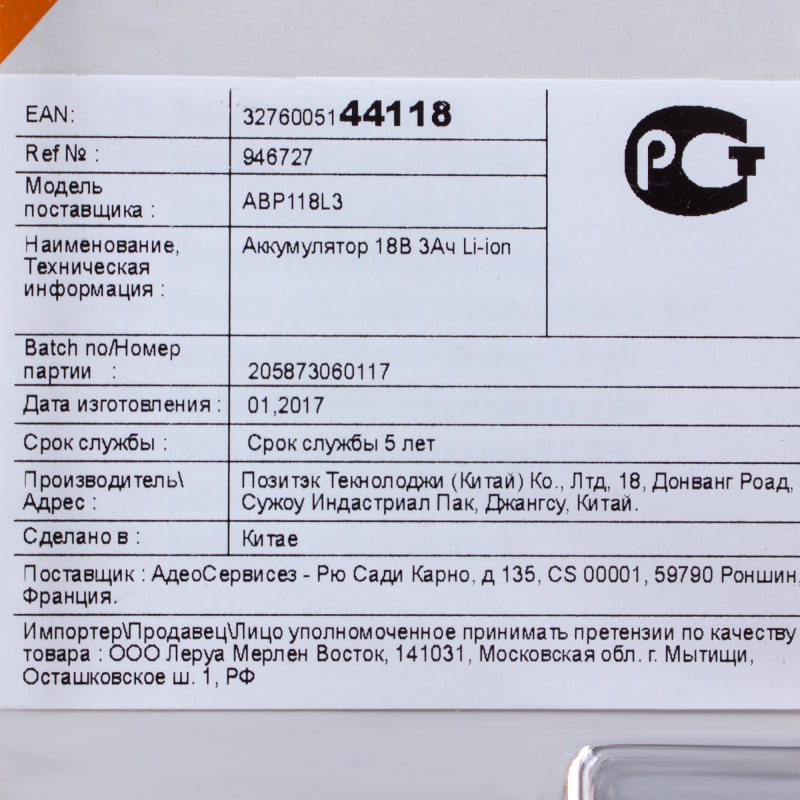 EAN: 3276005144118
Ref № : 946727
Модель
поставщика : ABP118L3
Наименование, Аккумулятор 18В 3Ач Li-ion
Техническая
информация :
Batch no/Номер
партии : 205873060117
Дата изготовления : 01,2017
Срок службы : Срок службы 5 лет
Производитель\ Позитэк Текнолоджи (Китай) Ко., Лтд, 18, Донванг Роад,
Адрес : Сужоу Индастриал Пак, Джангсу, Китай.
Сделано в : Китае
Поставщик : АдеоСервисез - Рю Сади Карно, д 135, CS 00001, 59790 Роншин,
Франция.
Импортер\Продавец\Лицо уполномоченное принимать претензии по качеству
товара : ООО Леруа Мерлен Восток, 141031, Московская обл. г. Мытищи,
Осташковское ш. 1, РФ
РСТ